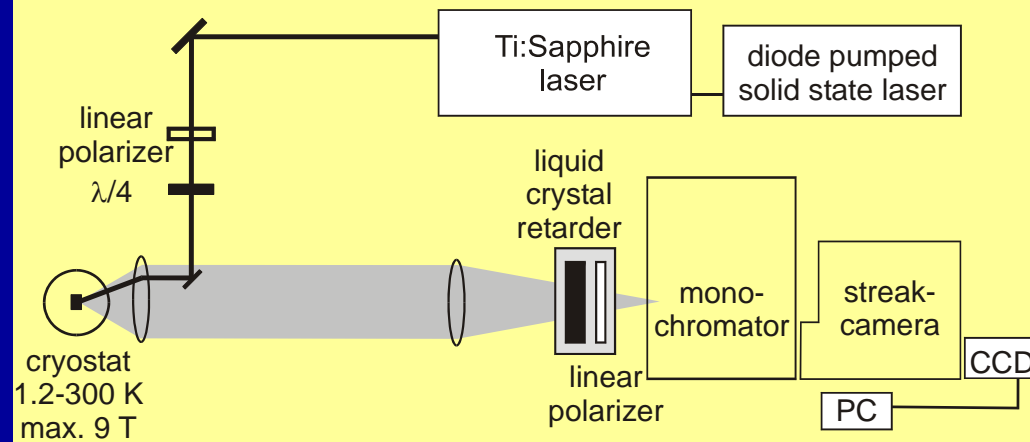 Ti:Sapphire
laser
diode pumped
solid state laser
linear
polarizer
λ/4
liquid
crystal
retarder
mono-
chromator
streak-
camera
cryostat
1.2-300 K
max. 9 T
linear
polarizer
CCD
PC